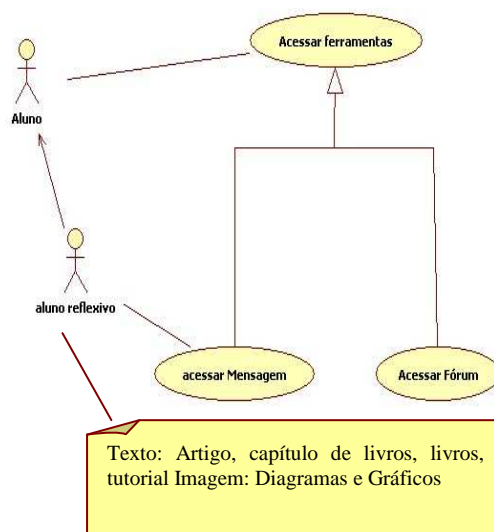 Acessar ferramentas
Aluno
aluno reflexivo
acessar Mensagem
Acessar Fórum
Texto: Artigo, capítulo de livros, livros,
tutorial Imagem: Diagramas e Gráficos